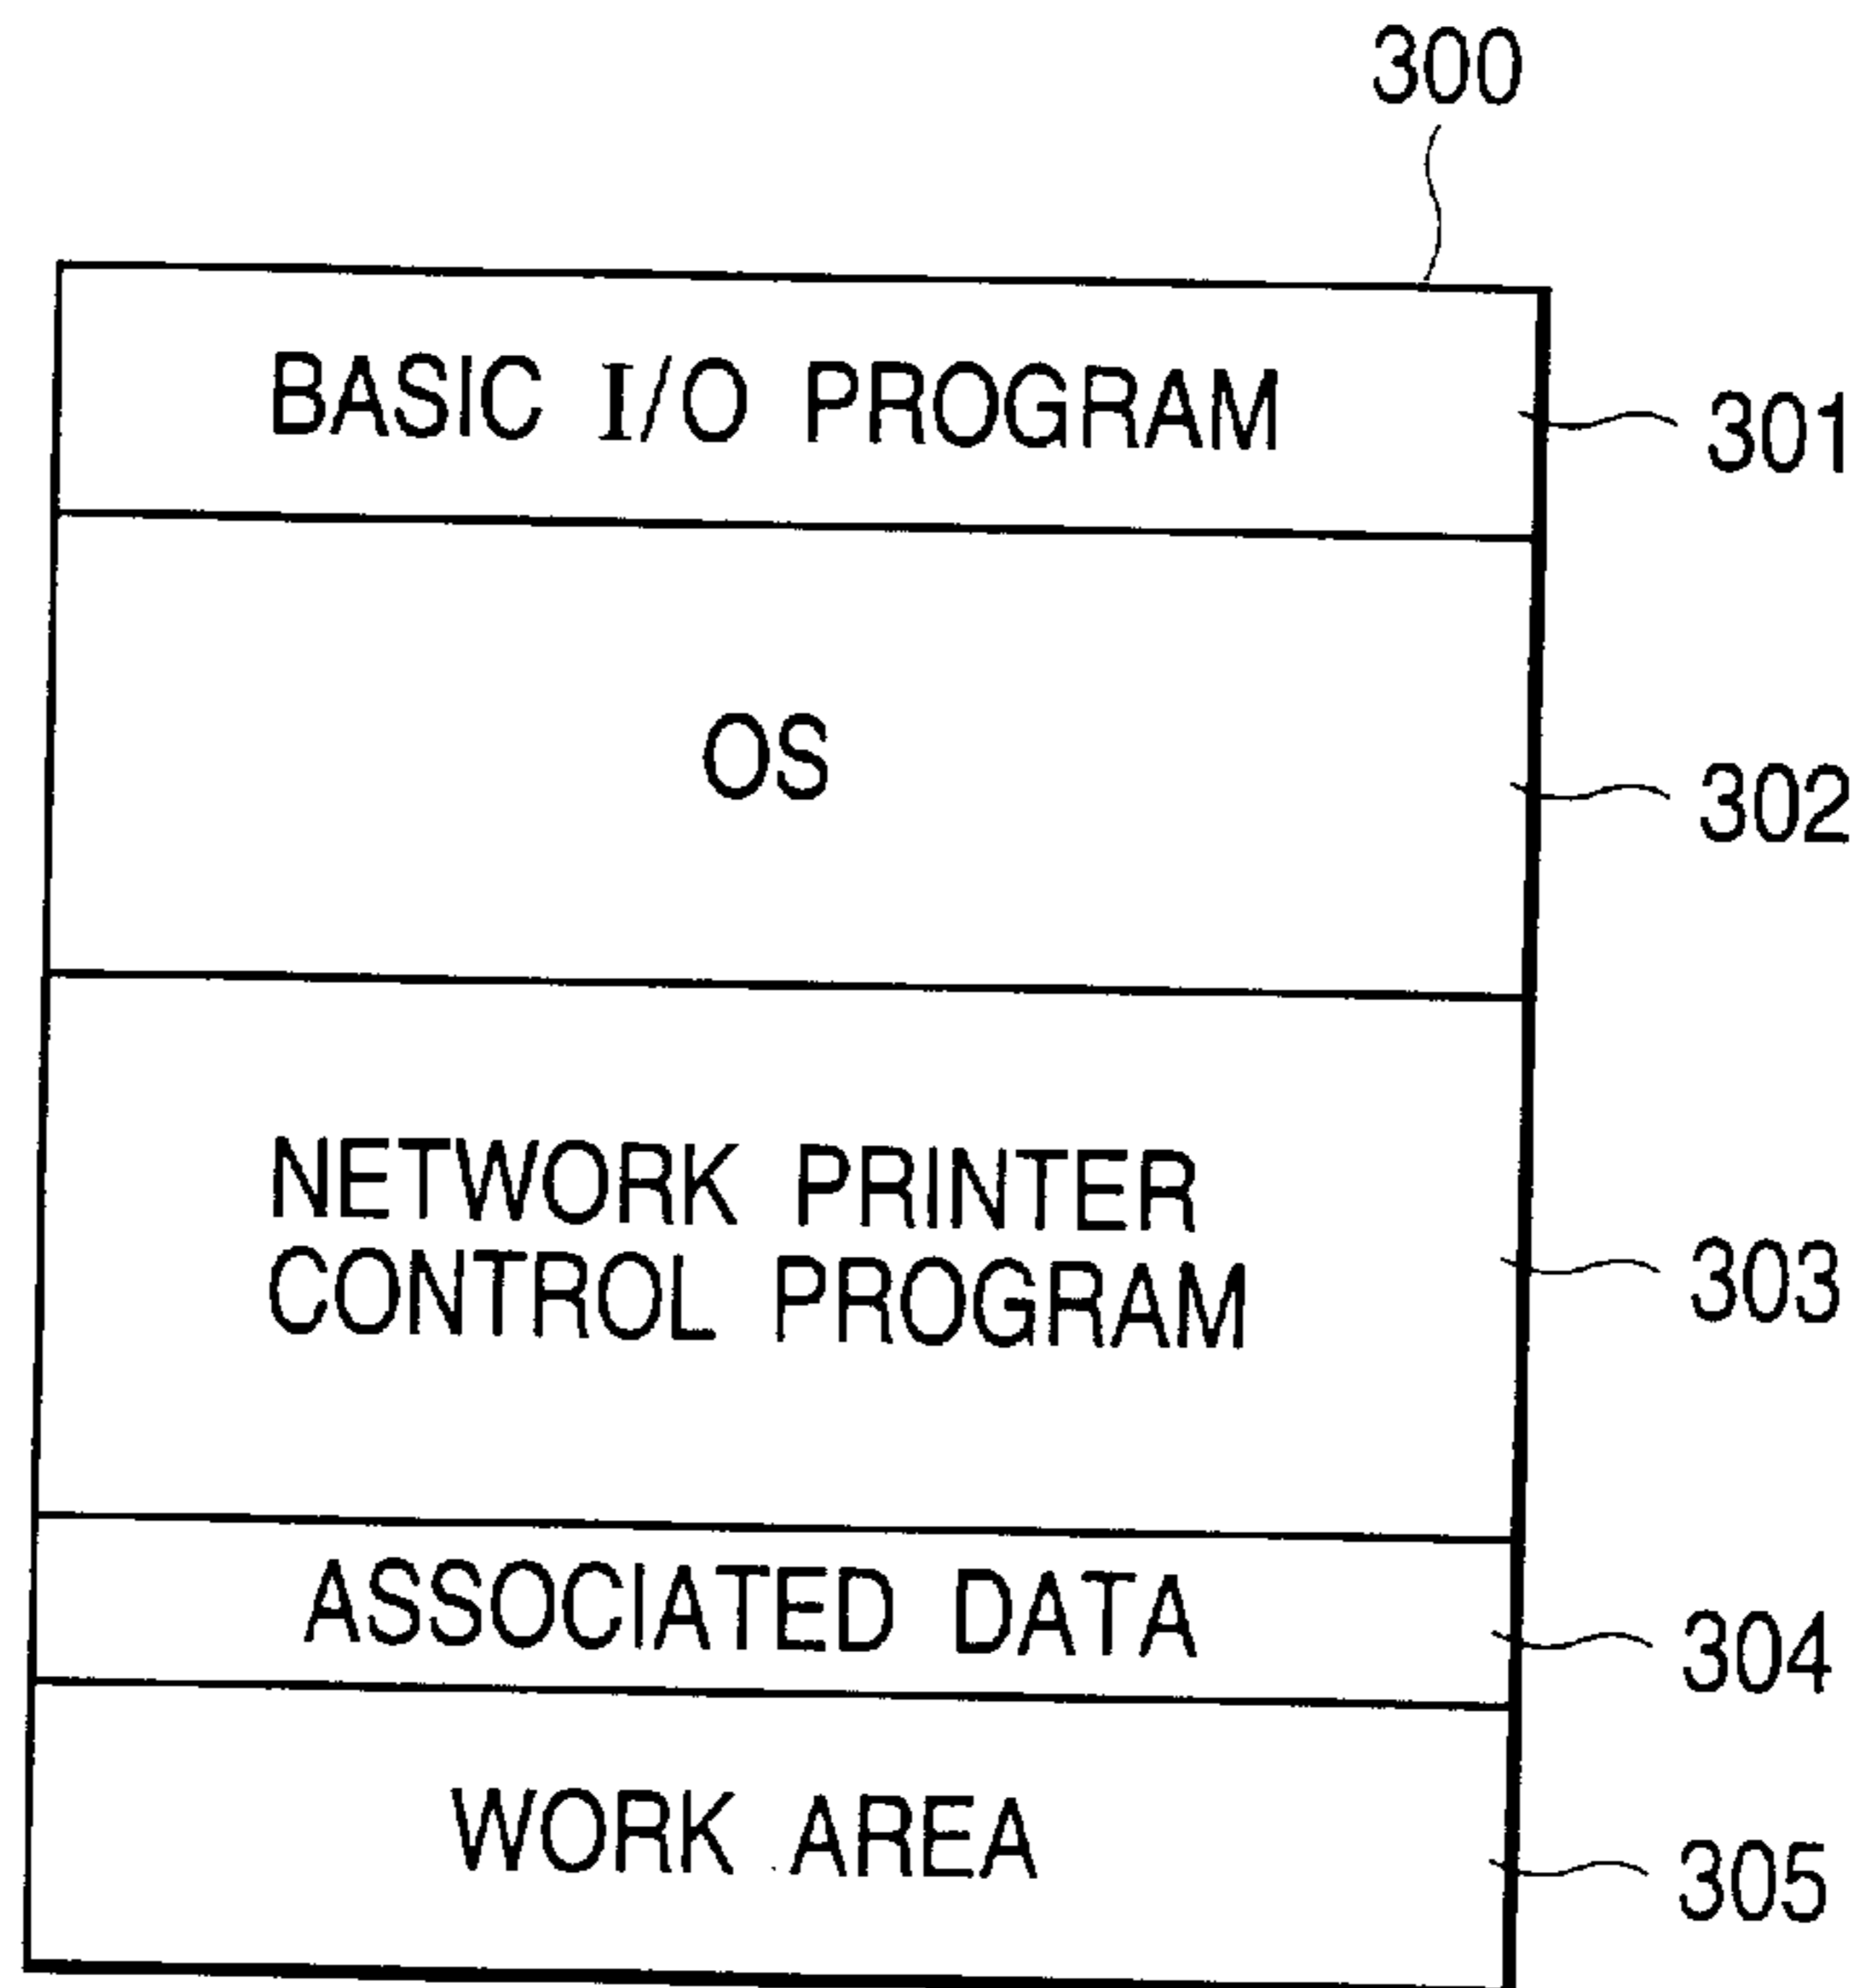 300
BASIC I/O PROGRAM
301
OS
302
NETWORK PRINTER
CONTROL PROGRAM
303
ASSOCIATED DATA
304
WORK AREA
305